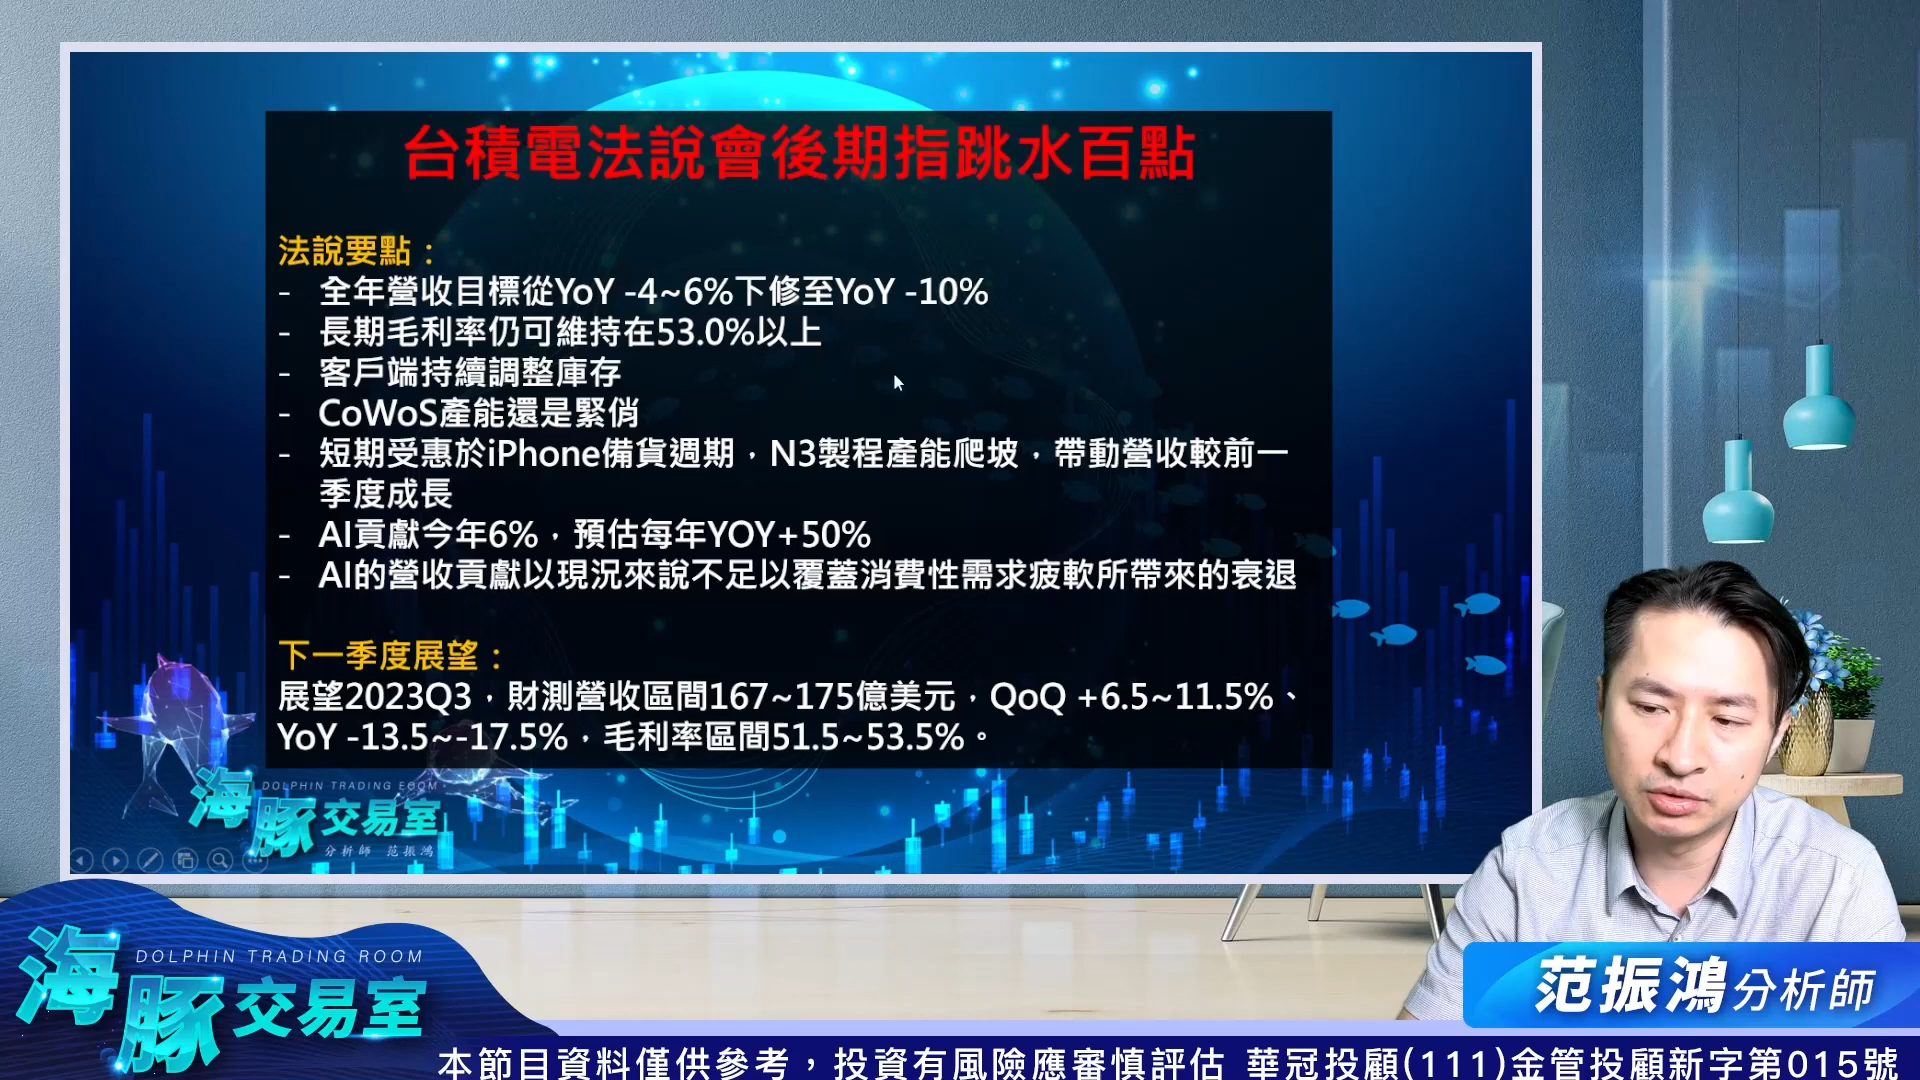 台積電法說會後期指跳水百點
法說要點：
- 全年營收目標從YoY -4~6%下修至YoY -10%
- 長期毛利率仍可維持在53.0%以上
- 客戶端持續調整庫存
- CoWoS產能還是緊俏
- 短期受惠於iPhone備貨週期，N3製程產能爬坡，帶動營收較前一
季度成長
- AI貢獻今年6%，預估每年YOY+50%
- AI的營收貢獻以現況來說不足以覆蓋消費性需求疲軟所帶來的衰退
下一季度展望：
展望2023Q3，財測營收區間167~175億美元，QoQ +6.5~11.5%、
YoY -13.5~-17.5%，毛利率區間51.5~53.5%。
DOLPHIN TRADING ROOM
海豚交易室
分析師 范振鴻
DOLPHIN TRADING ROOM
海豚交易室
范振鴻分析師
本節目資料僅供參考，投資有風險應審慎評估 華冠投顧(111)金管投顧新字第015號